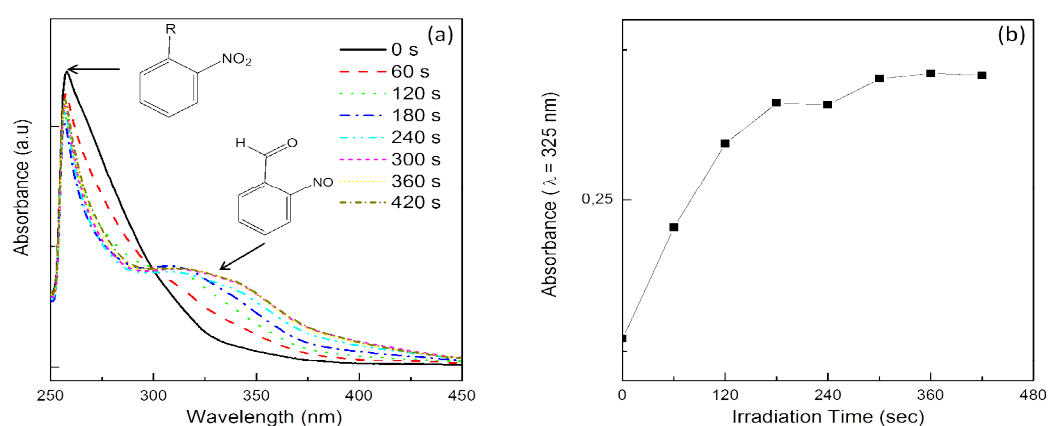 (a)
R
NO2
H
O
NO
0 s
60 s
120 s
180 s
240 s
300 s
360 s
420 s
Absorbance (a.u)
250 300 350 400 450
Wavelength (nm)
(b)
Absorbance ( λ = 325 nm)
0,25
0 120 240 360 480
Irradiation Time (sec)